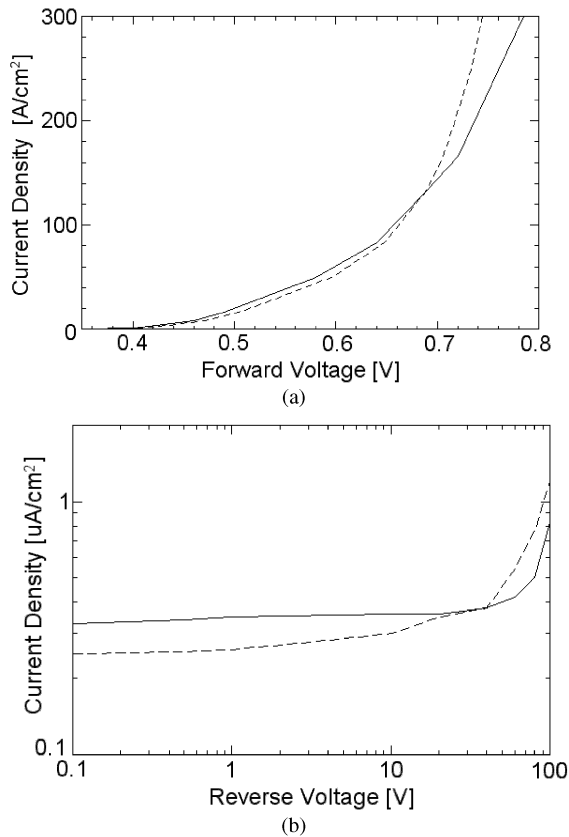 300
200
100
0
Current Density [A/cm²]
0.4 0.5 0.6 0.7 0.8
Forward Voltage [V]
(a)
1
0.1
Current Density [uA/cm²]
0.1 1 10 100
Reverse Voltage [V]
(b)